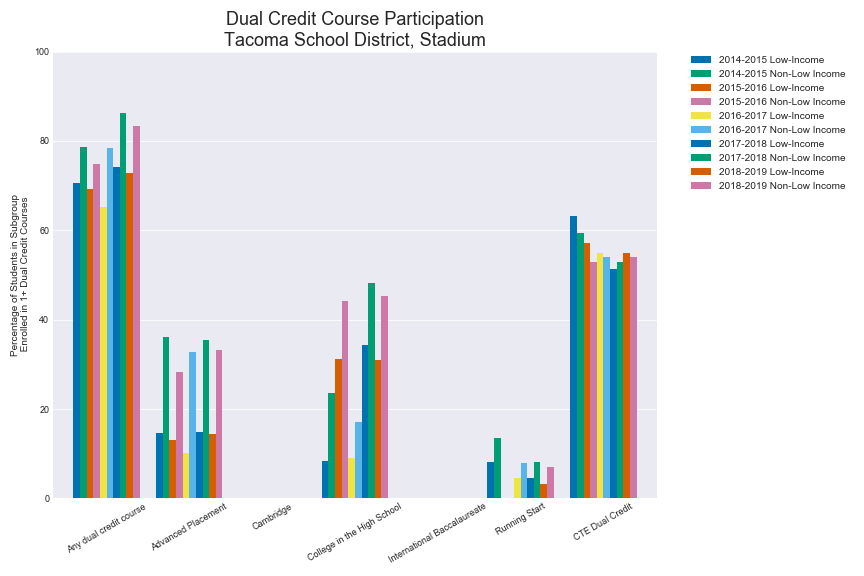 Dual Credit Course Participation
Tacoma School District, Stadium
Percentage of Students in Subgroup
Enrolled in 1+ Dual Credit Courses
100
80
60
40
20
0
Any dual credit course
Advanced Placement
Cambridge
College in the High School
International Baccalaureate
Running Start
CTE Dual Credit
2014-2015 Low-Income
2014-2015 Non-Low Income
2015-2016 Low-Income
2015-2016 Non-Low Income
2016-2017 Low-Income
2016-2017 Non-Low Income
2017-2018 Low-Income
2017-2018 Non-Low Income
2018-2019 Low-Income
2018-2019 Non-Low Income